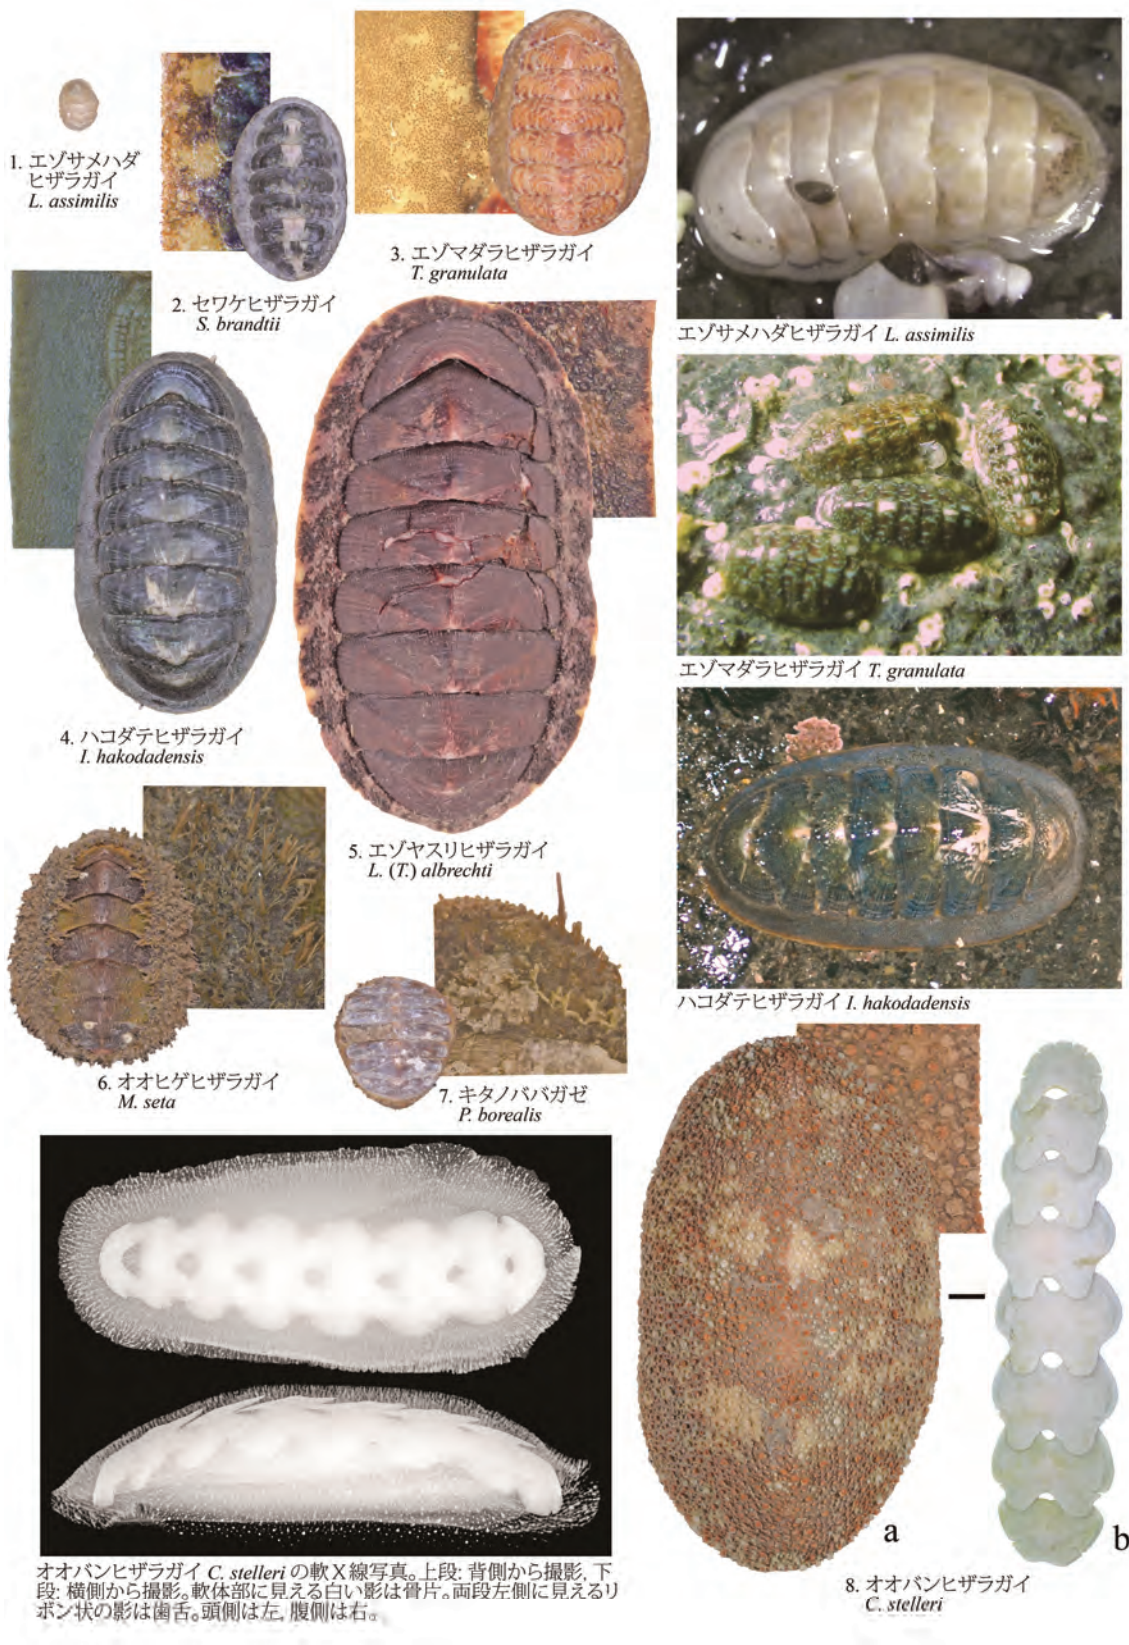 1. エゾサメハダ
ヒザラガイ
L. assimilis
2. セワケヒザラガイ
S. brandtii
3. エゾマダラヒザラガイ
T. granulata
エゾサメハダヒザラガイ L. assimilis
エゾマダラヒザラガイ T. granulata
4. ハコダテヒザラガイ
I. hakodadensis
5. エゾヤスリヒザラガイ
L. (T.) albrechti
ハコダテヒザラガイ I. hakodadensis
6. オオヒゲヒザラガイ
M. seta
7. キタノババガゼ
P. borealis
オオバンヒザラガイ C. stelleri の軟X線写真。上段: 背側から撮影, 下
段: 横側から撮影。軟体部に見える白い影は骨片。両段左側に見えるリ
ボン状の影は歯舌。頭側は左, 腹側は右。
a
b
8. オオバンヒザラガイ
C. stelleri